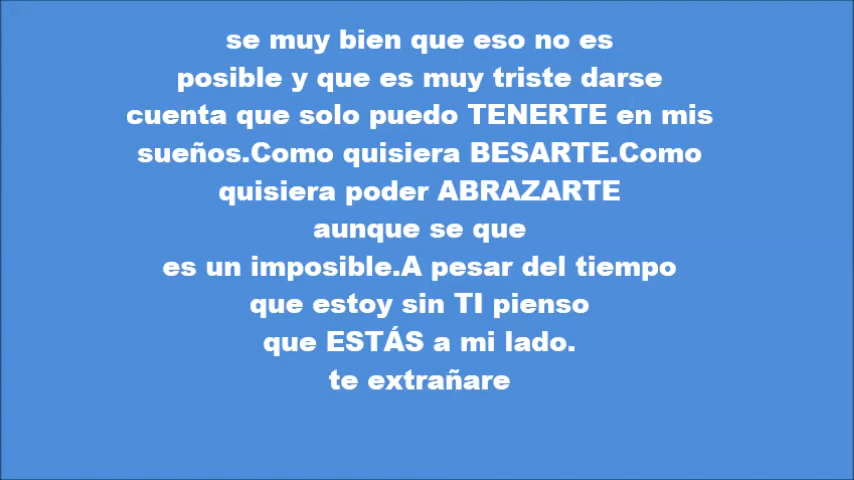 se muy bien que eso no es
posible y que es muy triste darse
cuenta que solo puedo TENERTE en mis
sueños.Como quisiera BESARTE.Como
quisiera poder ABRAZARTE
aunque se que
es un imposible.A pesar del tiempo
que estoy sin TI pienso
que ESTÁS a mi lado.
te extrañare